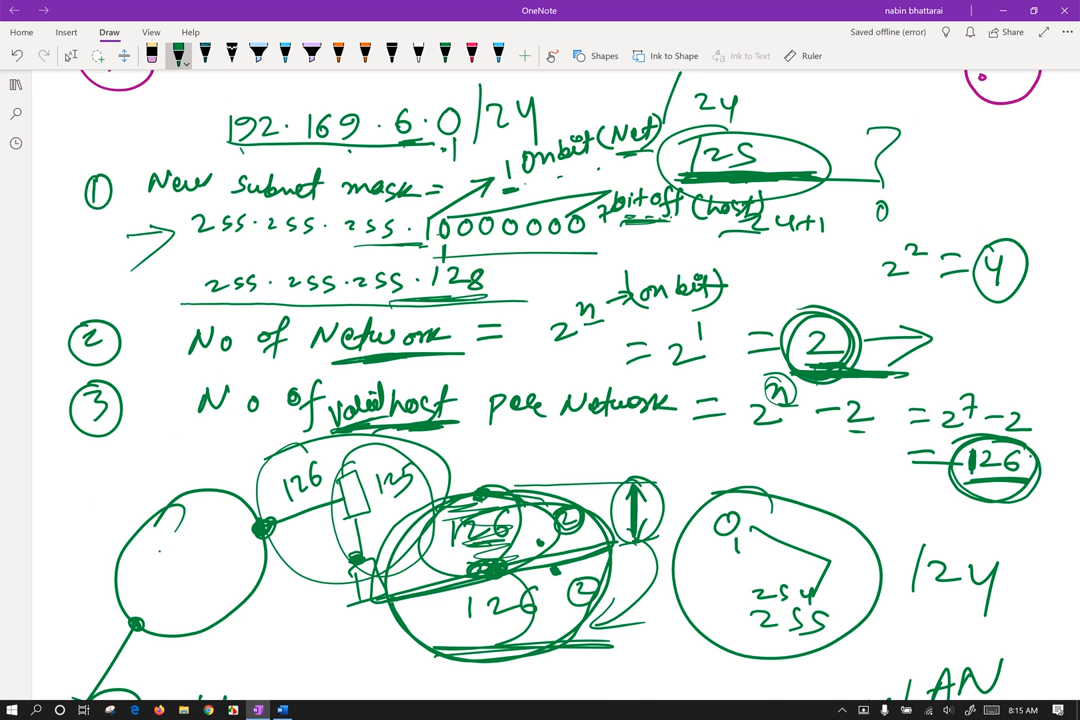 OneNote
nabin bhattarai
Home Insert Draw View Help
Saved offline (error) Share
Shapes Ink to Shape Ink to Text Ruler
192.169.6.0/24
1
24
125 ?
0
1 on bit (Net)
① New subnet mask =
7 bit off (host)
24+1
255.255.255.10000000
1
255.255.255.128
2² = 4
② No of Network = 2ⁿ → (on bit)
= 2¹ = 2
③ No of valid host per Network = 2ⁿ - 2 = 2⁷ - 2
= 126
126 125
126 2
126 2
0
1
254
255
/24
LAN
8:15 AM